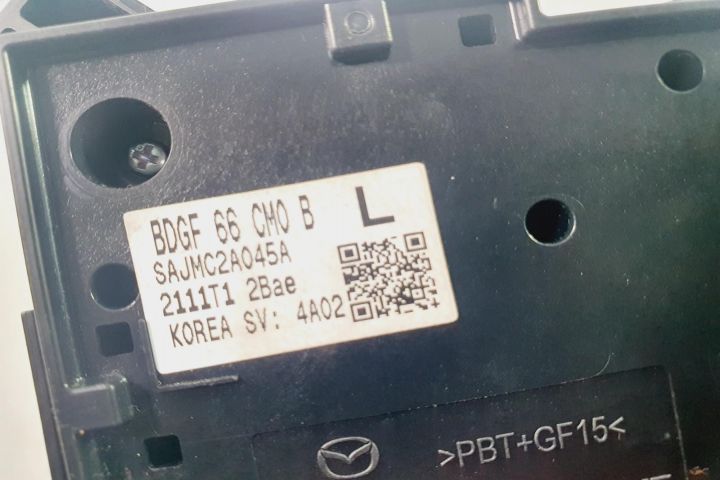 BDGF 66 CM0 B L
SAJMC2A045A
2111T1 2Bae
KOREA SV: 4A02
>PBT+GF15<